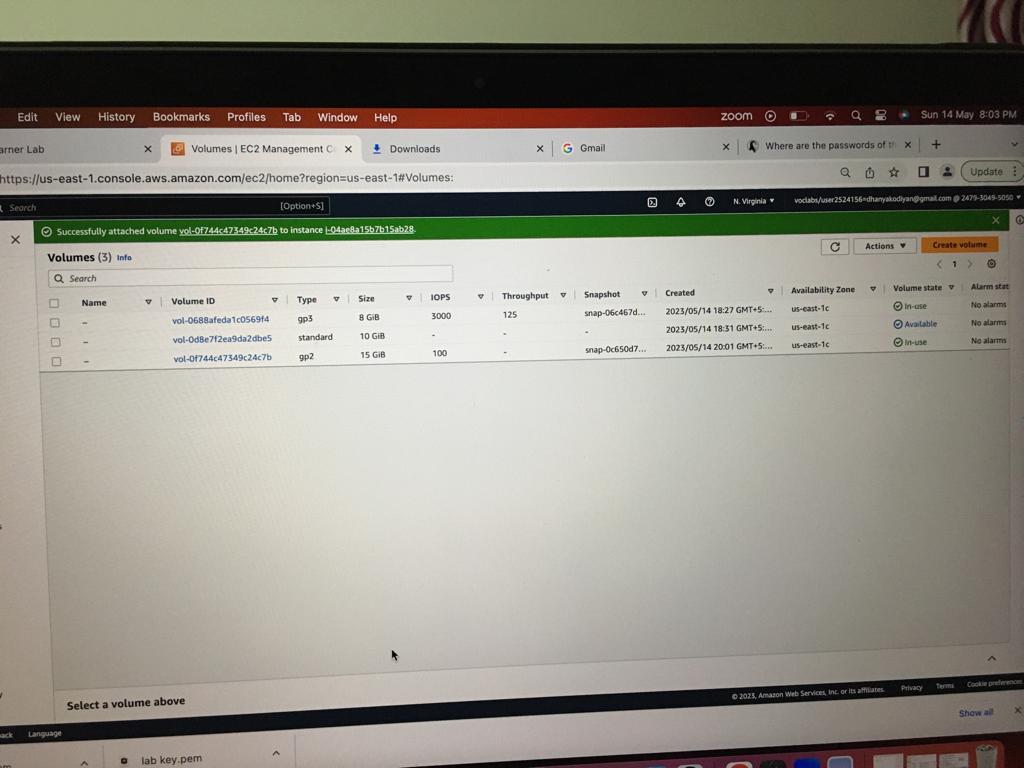 Edit View History Bookmarks Profiles Tab Window Help zoom Sun 14 May 8:03 PM
arner Lab Volumes | EC2 Management C Downloads Gmail Where are the passwords of th
https://us-east-1.console.aws.amazon.com/ec2/home?region=us-east-1#Volumes: Update
Search [Option+S] N. Virginia voclabs/user2524156=dhanyakodiyan@gmail.com @ 2479-3049-5050
Successfully attached volume vol-0f744c47349c24c7b to instance i-04ae8a15b7b15ab28.
Volumes (3) Info Actions Create volume
Search 1
Name Volume ID Type Size IOPS Throughput Snapshot Created Availability Zone Volume state Alarm stat
– vol-0688afeda1c0569f4 gp3 8 GiB 3000 125 snap-06c467d... 2023/05/14 18:27 GMT+5:... us-east-1c In-use No alarms
– vol-0d8e7f2ea9da2dbe5 standard 10 GiB - - - 2023/05/14 18:31 GMT+5:... us-east-1c Available No alarms
– vol-0f744c47349c24c7b gp2 15 GiB 100 - snap-0c650d7... 2023/05/14 20:01 GMT+5:... us-east-1c In-use No alarms
Select a volume above
© 2023, Amazon Web Services, Inc. or its affiliates. Privacy Terms Cookie preferences
ack Language
Show all
lab key.pem